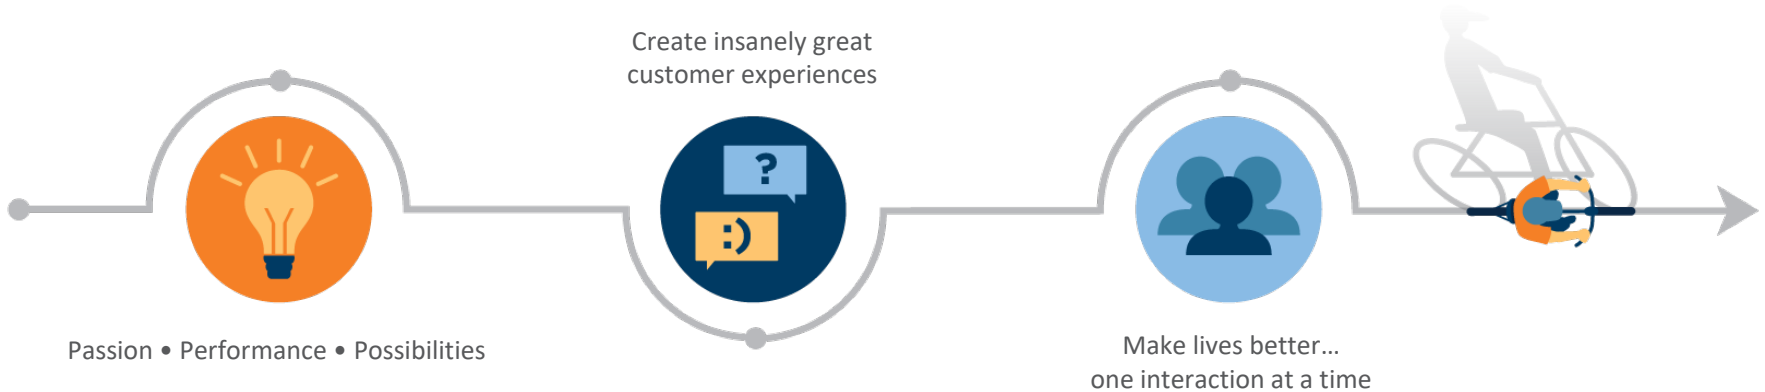 Create insanely great
customer experiences
?
:)
Passion • Performance • Possibilities
Make lives better…
one interaction at a time